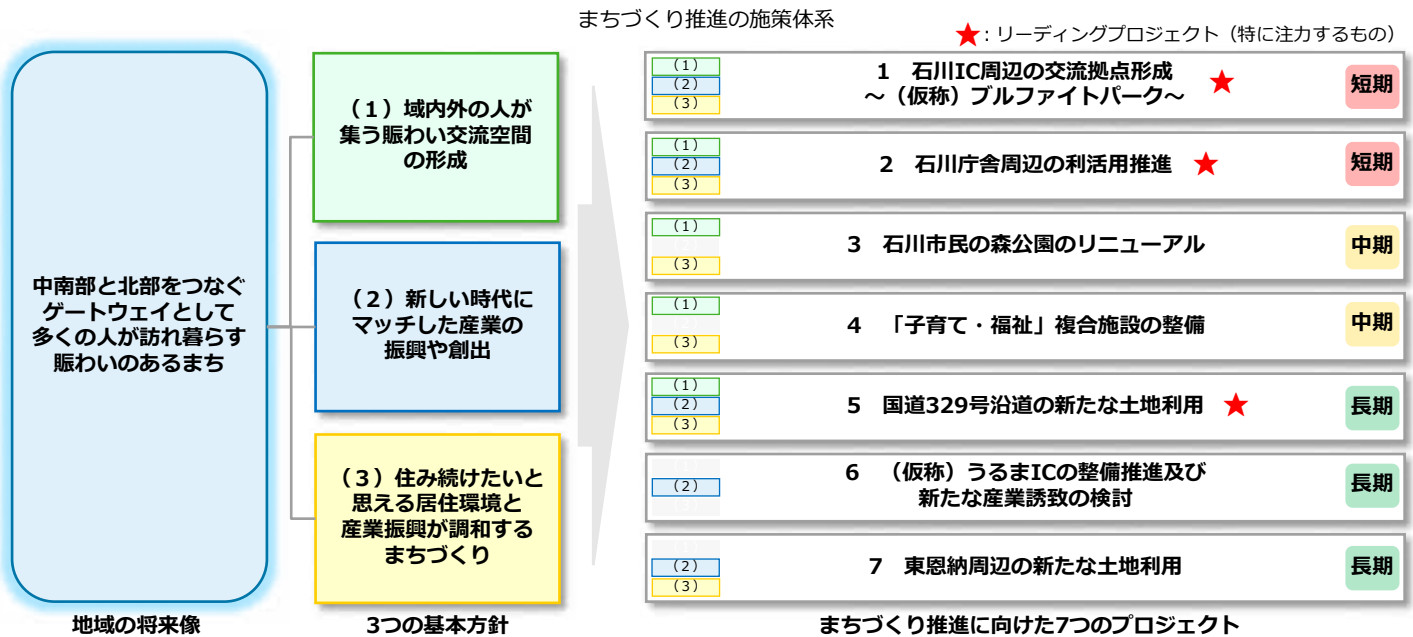 まちづくり推進の施策体系
★：リーディングプロジェクト（特に注力するもの）
中南部と北部をつなぐ
ゲートウェイとして
多くの人が訪れ暮らす
賑わいのあるまち
地域の将来像
（１）域内外の人が
集う賑わい交流空間
の形成
（２）新しい時代に
マッチした産業の
振興や創出
（３）住み続けたいと
思える居住環境と
産業振興が調和する
まちづくり
3つの基本方針
（1）
（2）
（3）
1　石川IC周辺の交流拠点形成 ★
～（仮称）ブルファイトパーク～
短期
（1）
（2）
（3）
2　石川庁舎周辺の利活用推進 ★
短期
（1）
（2）
（3）
3　石川市民の森公園のリニューアル
中期
（1）
（2）
（3）
4　「子育て・福祉」複合施設の整備
中期
（1）
（2）
（3）
5　国道329号沿道の新たな土地利用 ★
長期
（1）
（2）
（3）
6　（仮称）うるまICの整備推進及び
新たな産業誘致の検討
長期
（1）
（2）
（3）
7　東恩納周辺の新たな土地利用
長期
まちづくり推進に向けた7つのプロジェクト